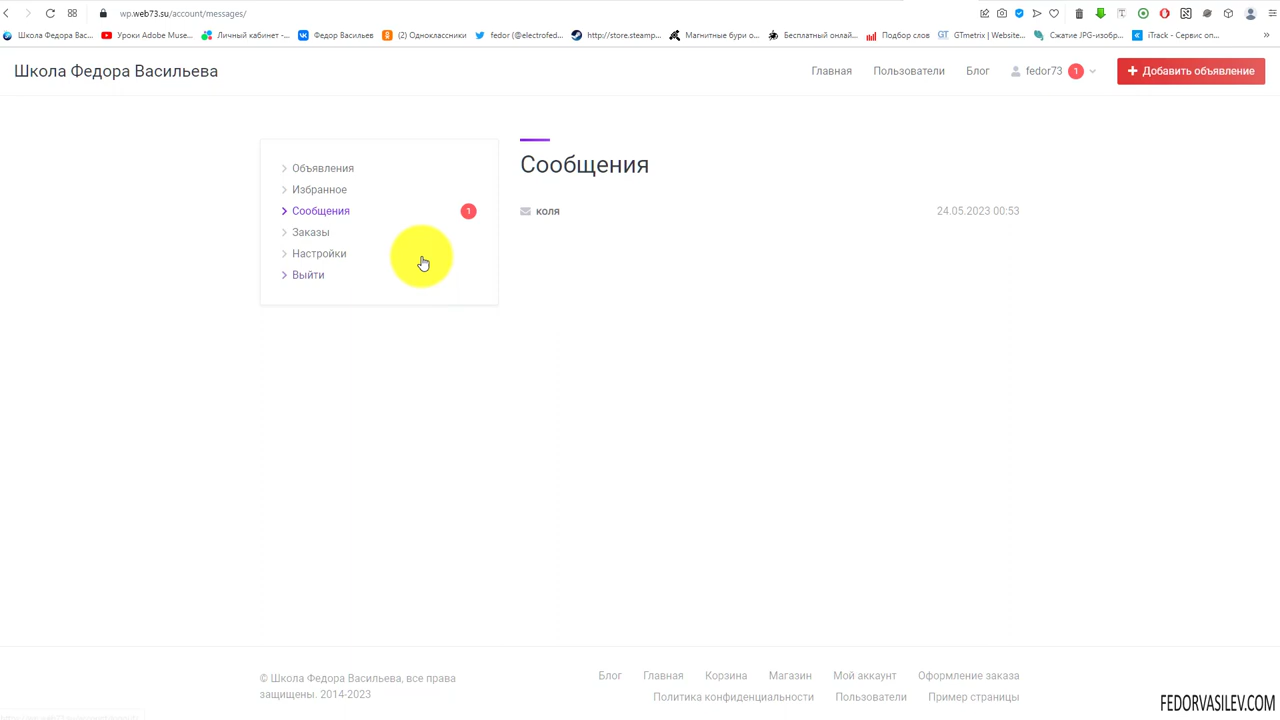 wp.web73.su/account/messages/
Школа Федора Вас...
Уроки Adobe Muse...
Личный кабинет -...
Федор Васильев
(2) Одноклассники
fedor (@electrofed...
http://store.steamp...
Магнитные бури о...
Бесплатный онлай...
Подбор слов
GTmetrix | Website...
Сжатие JPG-изобр...
iTrack - Сервис оп...
Школа Федора Васильева
Главная
Пользователи
Блог
fedor73
1
Добавить объявление
Объявления
Избранное
Сообщения
1
Заказы
Настройки
Выйти
Сообщения
коля
24.05.2023 00:53
© Школа Федора Васильева, все права
защищены. 2014-2023
Блог
Главная
Корзина
Магазин
Мой аккаунт
Оформление заказа
Политика конфиденциальности
Пользователи
Пример страницы
FEDORVASILEV.COM